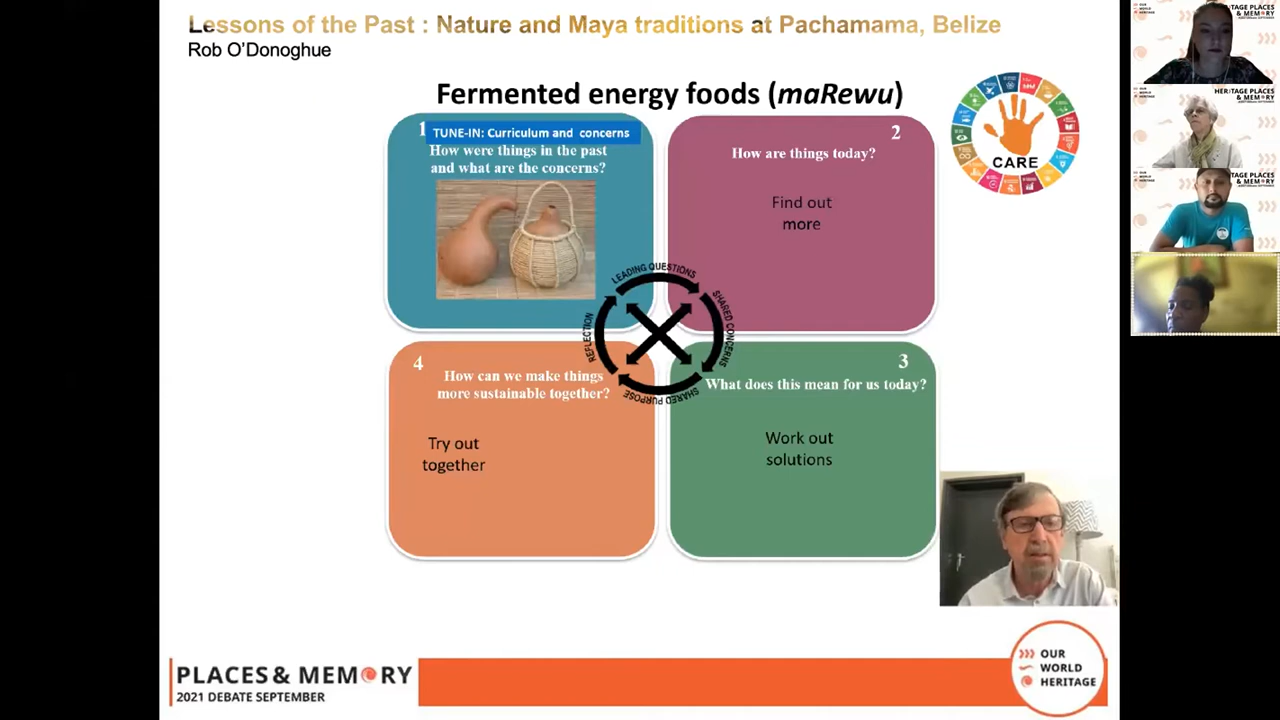 Lessons of the Past : Nature and Maya traditions at Pachamama, Belize
Rob O'Donoghue
Fermented energy foods (maRewu)
1
TUNE-IN: Curriculum and concerns
How were things in the past
and what are the concerns?
2
How are things today?
Find out
more
LEADING QUESTIONS
SHARED CONCERNS
SHARED PURPOSE
REFLECTION
4
How can we make things
more sustainable together?
Try out
together
3
What does this mean for us today?
Work out
solutions
CARE
PLACES & MEMORY
2021 DEBATE SEPTEMBER
OUR
WORLD
HERITAGE
HERITAGE PLACES
& MEMORY
TAGE PLACES
& MEMORY